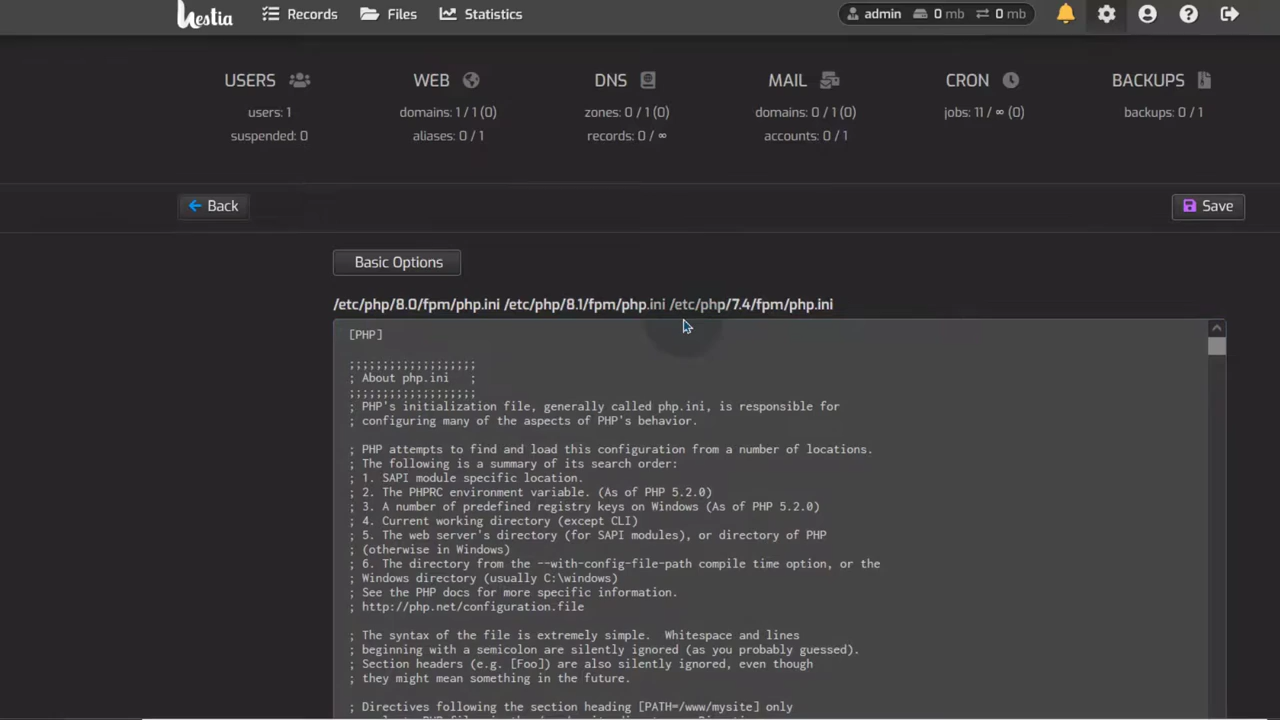 Hestia Records Files Statistics admin 0 mb 0 mb
USERS WEB DNS MAIL CRON BACKUPS
users: 1 domains: 1 / 1 (0) zones: 0 / 1 (0) domains: 0 / 1 (0) jobs: 11 / ∞ (0) backups: 0 / 1
suspended: 0 aliases: 0 / 1 records: 0 / ∞ accounts: 0 / 1
Back Save
Basic Options
/etc/php/8.0/fpm/php.ini /etc/php/8.1/fpm/php.ini /etc/php/7.4/fpm/php.ini
[PHP]
;;;;;;;;;;;;;;;;;;;
; About php.ini   ;
;;;;;;;;;;;;;;;;;;;
; PHP's initialization file, generally called php.ini, is responsible for
; configuring many of the aspects of PHP's behavior.
; PHP attempts to find and load this configuration from a number of locations.
; The following is a summary of its search order:
; 1. SAPI module specific location.
; 2. The PHPRC environment variable. (As of PHP 5.2.0)
; 3. A number of predefined registry keys on Windows (As of PHP 5.2.0)
; 4. Current working directory (except CLI)
; 5. The web server's directory (for SAPI modules), or directory of PHP
; (otherwise in Windows)
; 6. The directory from the --with-config-file-path compile time option, or the
; Windows directory (usually C:\windows)
; See the PHP docs for more specific information.
; http://php.net/configuration.file
; The syntax of the file is extremely simple.  Whitespace and lines
; beginning with a semicolon are silently ignored (as you probably guessed).
; Section headers (e.g. [Foo]) are also silently ignored, even though
; they might mean something in the future.
; Directives following the section heading [PATH=/www/mysite] only